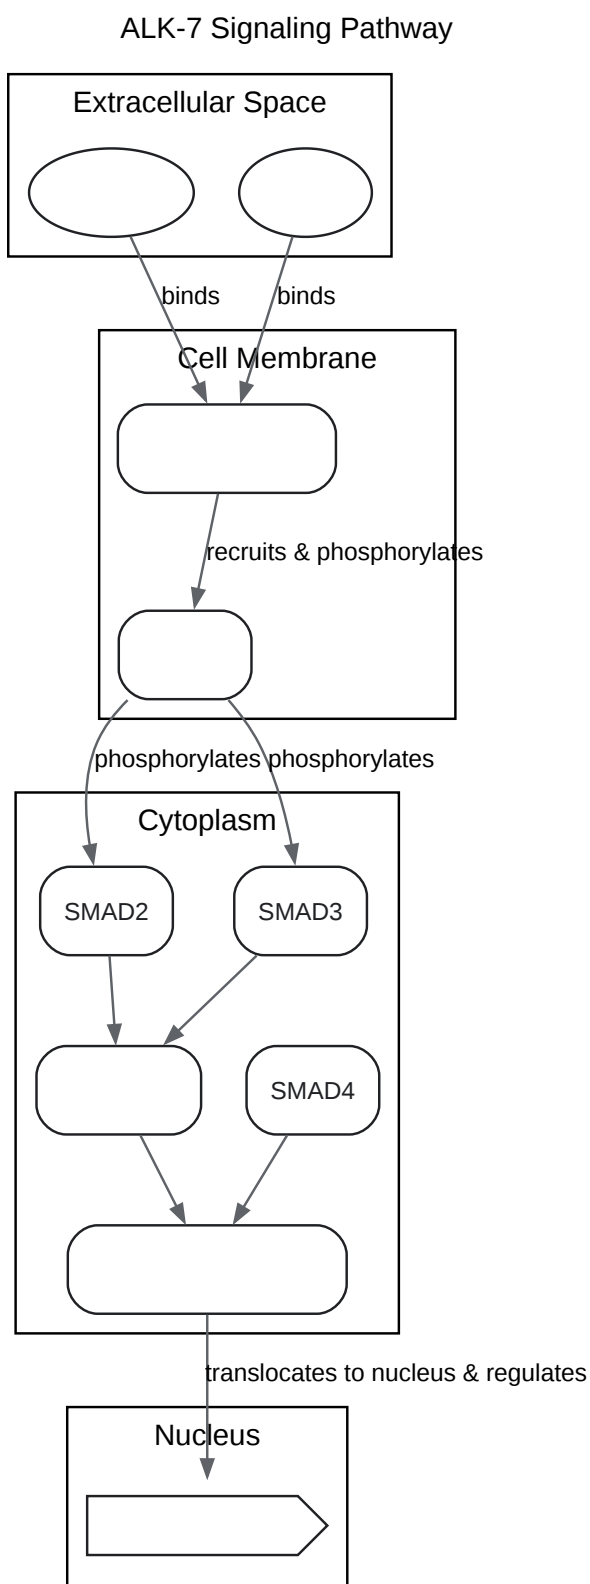 ALK-7 Signaling Pathway
Extracellular Space
binds
binds
Cell Membrane
recruits & phosphorylates
phosphorylates
phosphorylates
Cytoplasm
SMAD2
SMAD3
SMAD4
translocates to nucleus & regulates
Nucleus